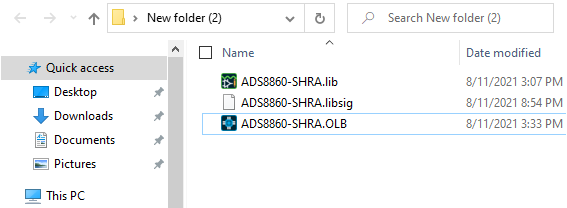 New folder (2)
Search New folder (2)
Name
Date modified
Quick access
ADS8860-SHRA.lib
8/11/2021 3:07 PM
Desktop
ADS8860-SHRA.libsig
8/11/2021 8:54 PM
Downloads
ADS8860-SHRA.OLB
8/11/2021 3:33 PM
Documents
Pictures
This PC